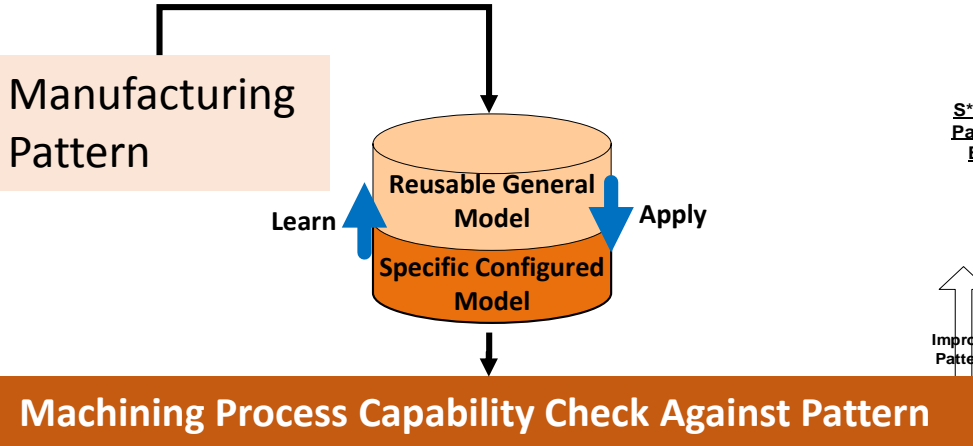 Manufacturing
Pattern
Reusable General
Model
Learn
Apply
Specific Configured
Model
Machining Process Capability Check Against Pattern